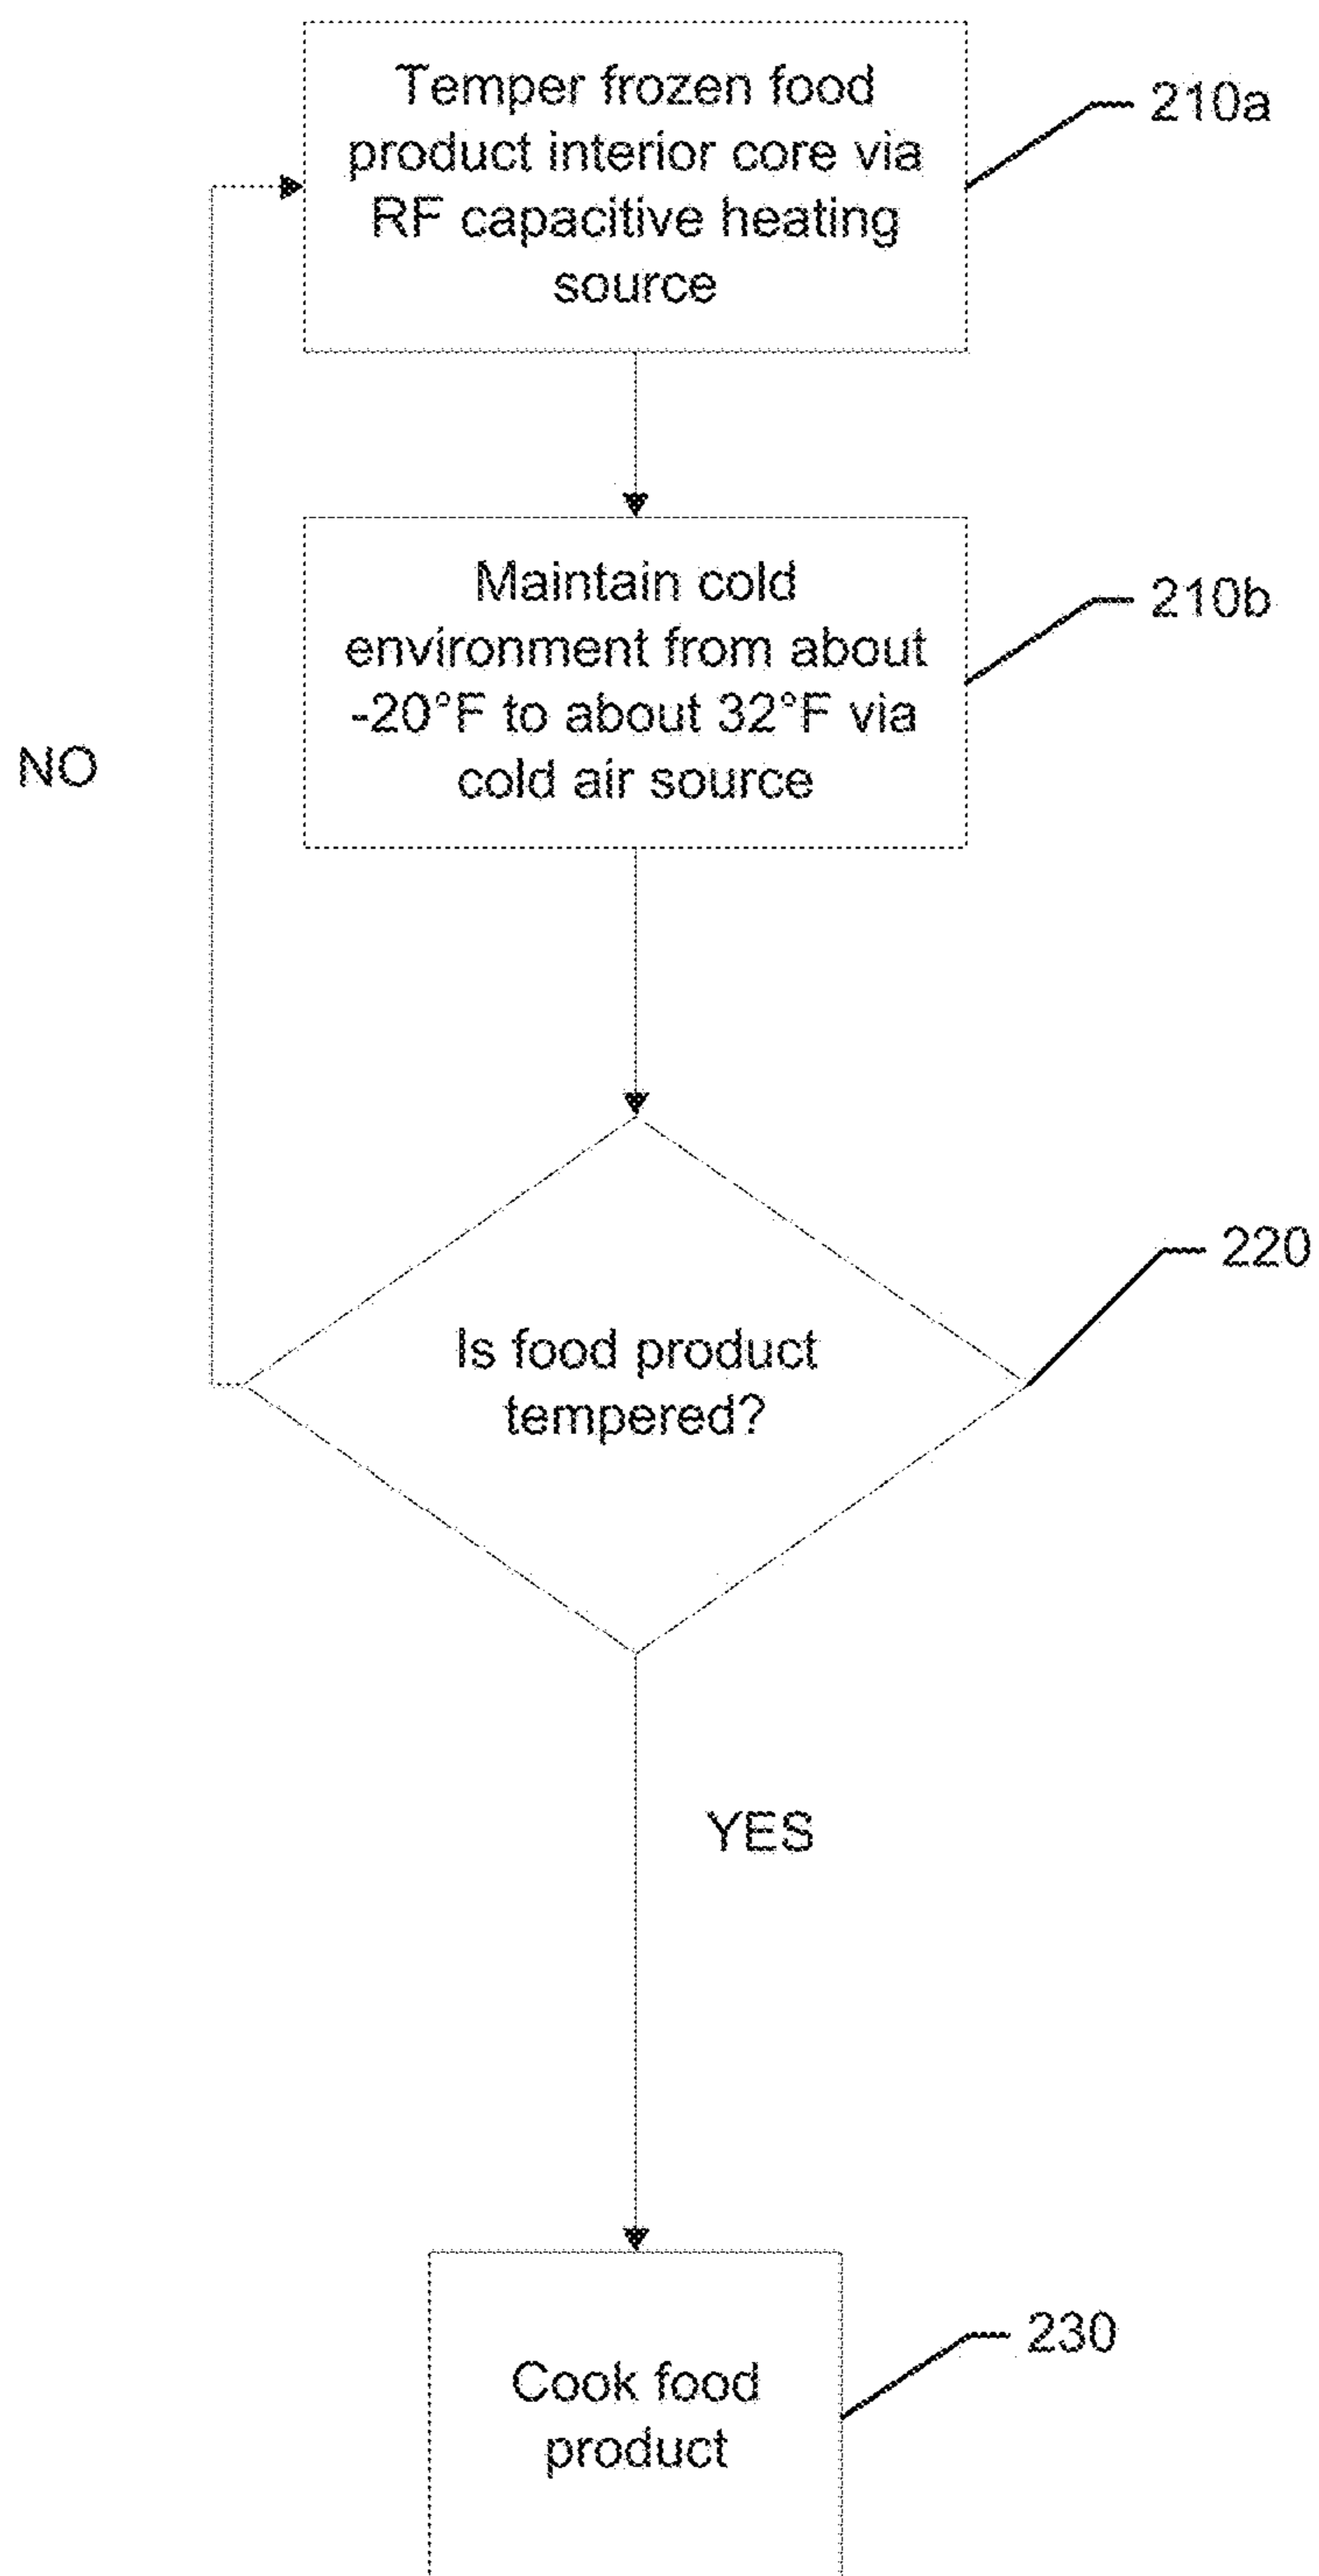 Temper frozen food
product interior core via
RF capacitive heating
source
210a
Maintain cold
environment from about
-20°F to about 32°F via
cold air source
210b
NO
Is food product
tempered?
220
YES
Cook food
product
230